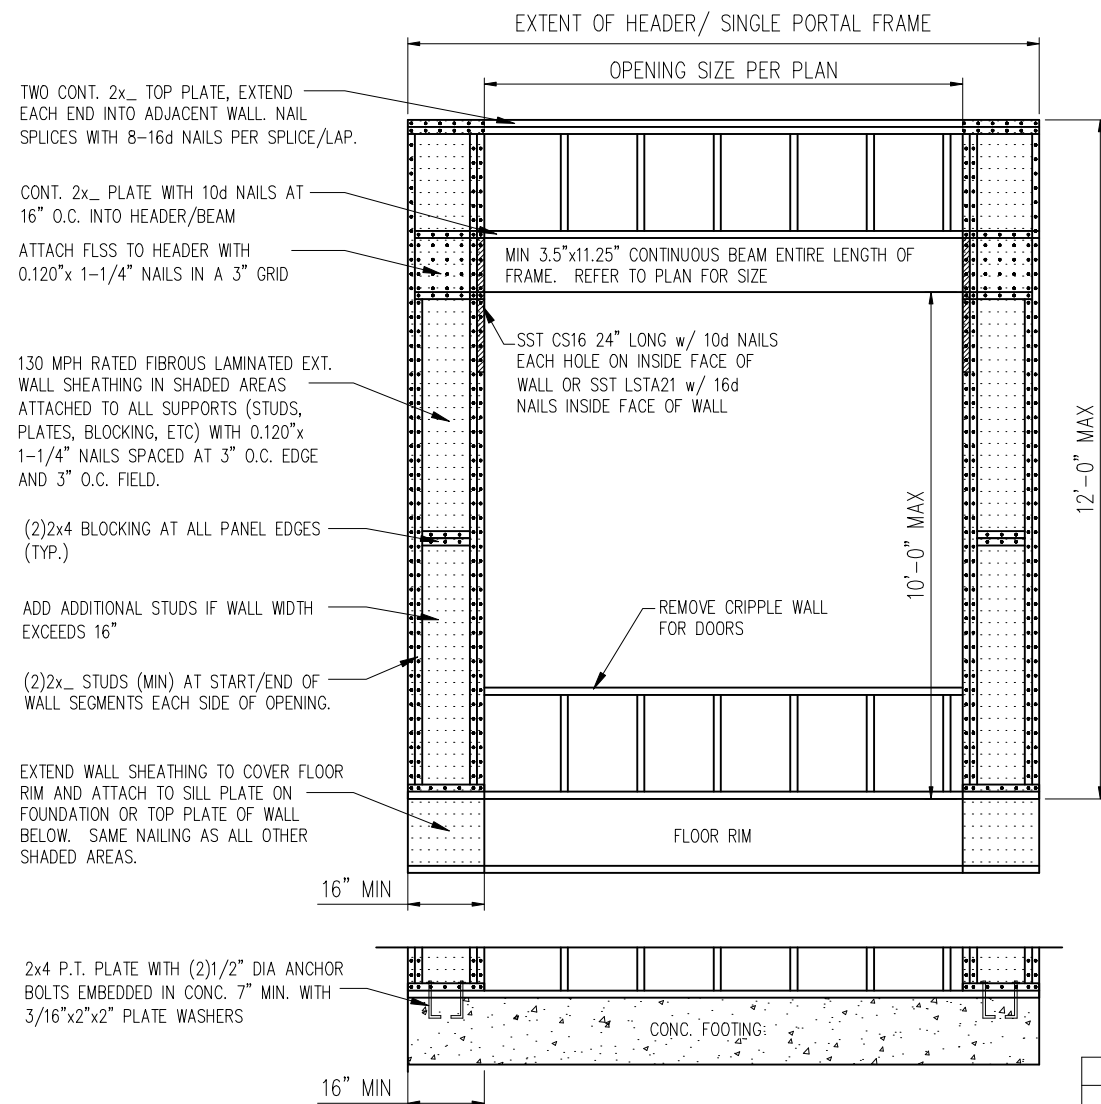 EXTENT OF HEADER/ SINGLE PORTAL FRAME
OPENING SIZE PER PLAN
TWO CONT. 2x_ TOP PLATE, EXTEND
EACH END INTO ADJACENT WALL. NAIL
SPLICES WITH 8-16d NAILS PER SPLICE/LAP.
CONT. 2x_ PLATE WITH 10d NAILS AT
16" O.C. INTO HEADER/BEAM
ATTACH FLSS TO HEADER WITH
0.120"x 1-1/4" NAILS IN A 3" GRID
MIN 3.5"x11.25" CONTINUOUS BEAM ENTIRE LENGTH OF
FRAME. REFER TO PLAN FOR SIZE
SST CS16 24" LONG w/ 10d NAILS
EACH HOLE ON INSIDE FACE OF
WALL OR SST LSTA21 w/ 16d
NAILS INSIDE FACE OF WALL
130 MPH RATED FIBROUS LAMINATED EXT.
WALL SHEATHING IN SHADED AREAS
ATTACHED TO ALL SUPPORTS (STUDS,
PLATES, BLOCKING, ETC) WITH 0.120"x
1-1/4" NAILS SPACED AT 3" O.C. EDGE
AND 3" O.C. FIELD.
12'-0" MAX
10'-0" MAX
(2)2x4 BLOCKING AT ALL PANEL EDGES
(TYP.)
ADD ADDITIONAL STUDS IF WALL WIDTH
EXCEEDS 16"
REMOVE CRIPPLE WALL
FOR DOORS
(2)2x_ STUDS (MIN) AT START/END OF
WALL SEGMENTS EACH SIDE OF OPENING.
EXTEND WALL SHEATHING TO COVER FLOOR
RIM AND ATTACH TO SILL PLATE ON
FOUNDATION OR TOP PLATE OF WALL
BELOW. SAME NAILING AS ALL OTHER
SHADED AREAS.
FLOOR RIM
16" MIN
2x4 P.T. PLATE WITH (2)1/2" DIA ANCHOR
BOLTS EMBEDDED IN CONC. 7" MIN. WITH
3/16"x2"x2" PLATE WASHERS
CONC. FOOTING
16" MIN